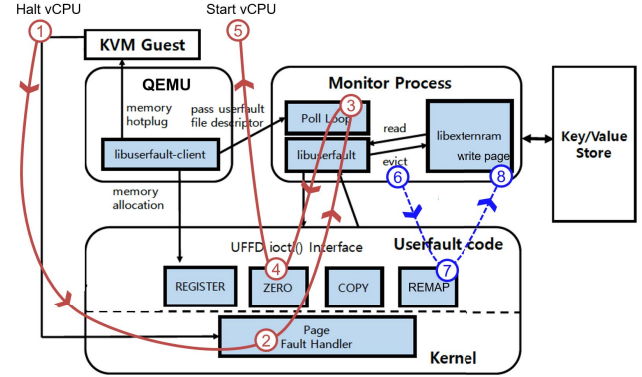 Halt vCPU
Start vCPU
1
5
KVM Guest
QEMU
Monitor Process
memory
hotplug
pass userfault
file descriptor
Poll Loop
3
read
libexternram
write page
libuserfault-client
libuserfault
evict
6
8
Key/Value
Store
memory
allocation
UFFD ioctl() Interface
Userfault code
4
7
REGISTER
ZERO
COPY
REMAP
2
Page
Fault Handler
Kernel